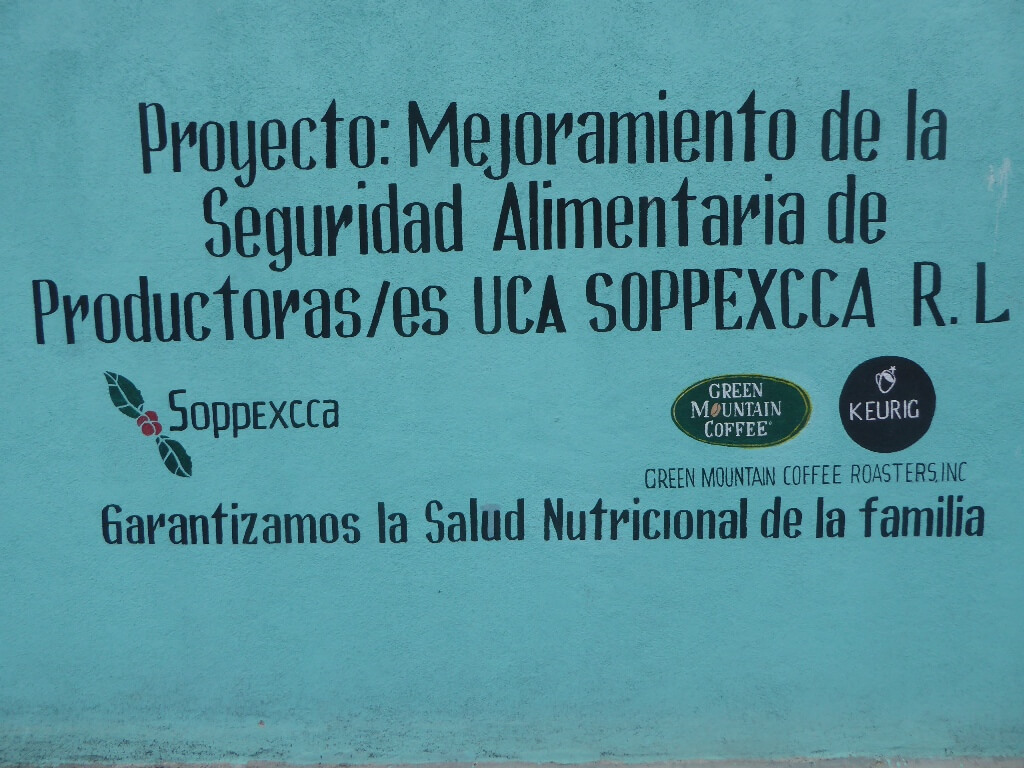 Proyecto: Mejoramiento de la
Seguridad Alimentaria de
Productoras/es UCA SOPPEXCCA R.L
Soppexcca
GREEN
MOUNTAIN
COFFEE
KEURIG
GREEN MOUNTAIN COFFEE ROASTERS, INC
Garantizamos la Salud Nutricional de la familia